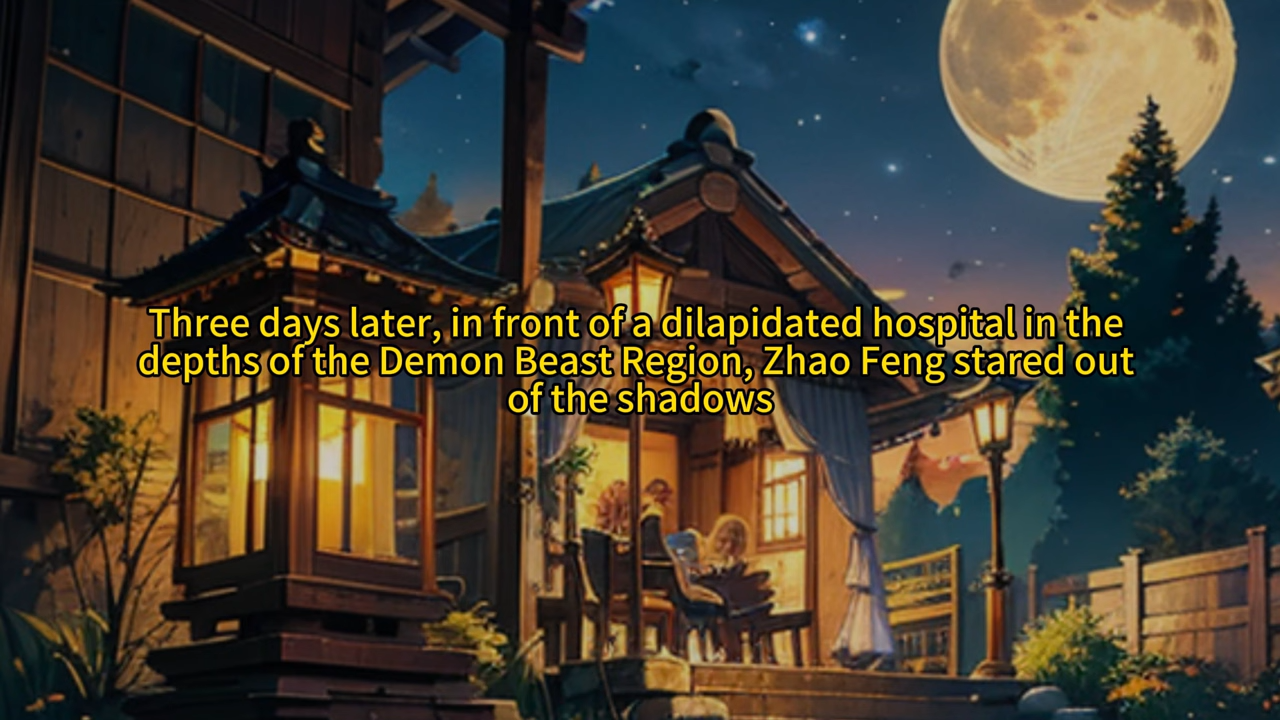 Three days later, in front of a dilapidated hospital in the
depths of the Demon Beast Region, Zhao Feng stared out
of the shadows